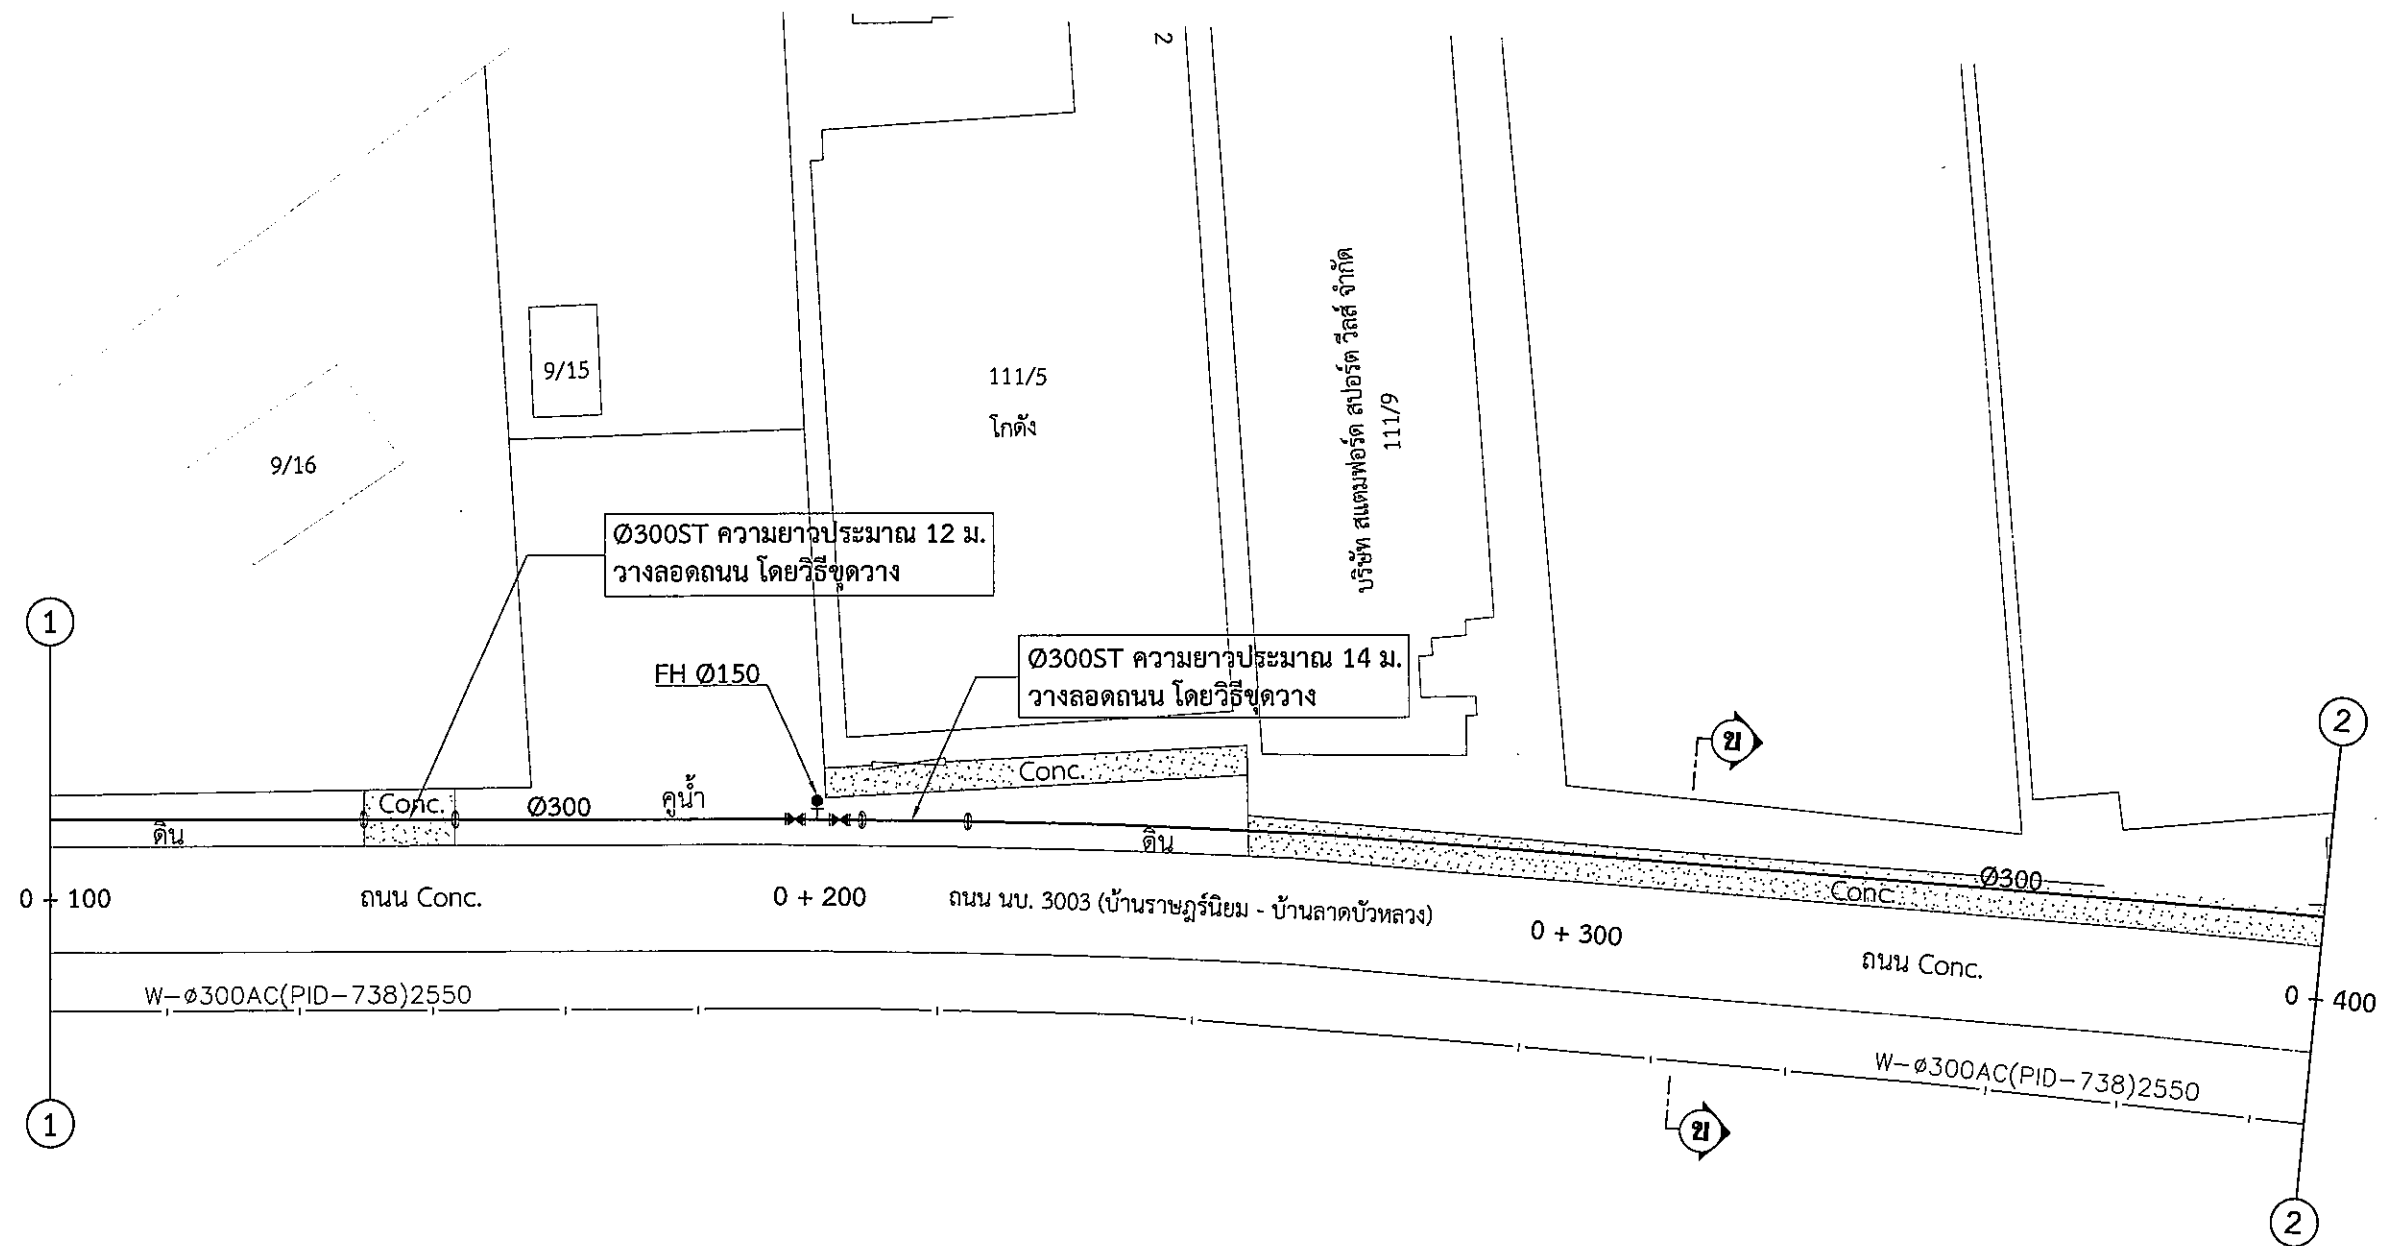 2
9/15
111/5
โกดัง
บริษัท สแตมฟอร์ด สปอร์ต วีลส์ จำกัด
111/9
9/16
Ø300ST ความยาวประมาณ 12 ม.
วางลอดถนน โดยวิธีขุดวาง
1
FH Ø150
Ø300ST ความยาวประมาณ 14 ม.
วางลอดถนน โดยวิธีขุดวาง
2
ข
Conc.
Conc.
Ø300
คูน้ำ
ดิน
ดิน
Ø300
Conc.
0 + 100
ถนน Conc.
0 + 200
ถนน นบ. 3003 (บ้านราษฎร์นิยม - บ้านลาดบัวหลวง)
0 + 300
ถนน Conc.
0 + 400
W-ø300AC(PID-738)2550
W-ø300AC(PID-738)2550
1
ข
2